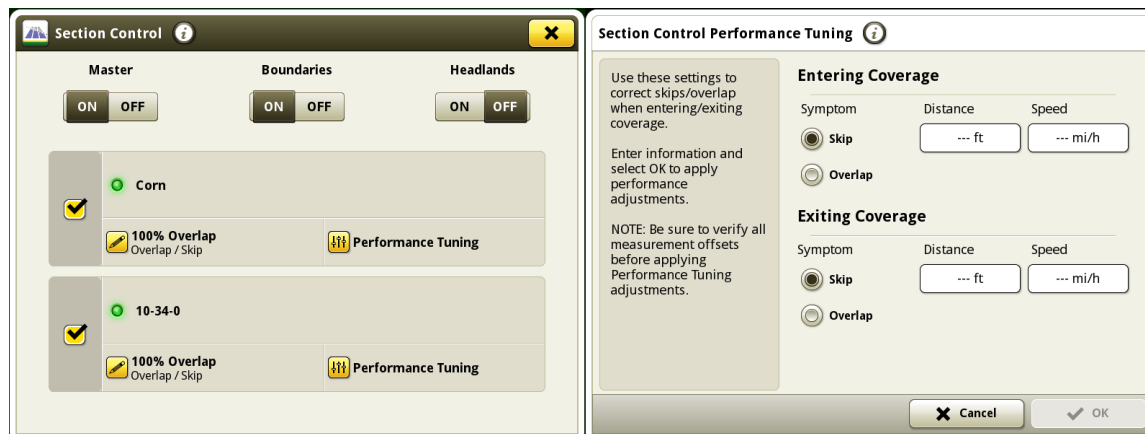 Section Control
Master
Boundaries
Headlands
ON OFF
ON OFF
ON OFF
Corn
100% Overlap
Overlap / Skip
Performance Tuning
10-34-0
100% Overlap
Overlap / Skip
Performance Tuning
Section Control Performance Tuning
Use these settings to
correct skips/overlap
when entering/exiting
coverage.
Enter information and
select OK to apply
performance
adjustments.
NOTE: Be sure to verify all
measurement offsets
before applying
Performance Tuning
adjustments.
Entering Coverage
Symptom Distance Speed
Skip --- ft --- mi/h
Overlap
Exiting Coverage
Symptom Distance Speed
Skip --- ft --- mi/h
Overlap
Cancel
OK